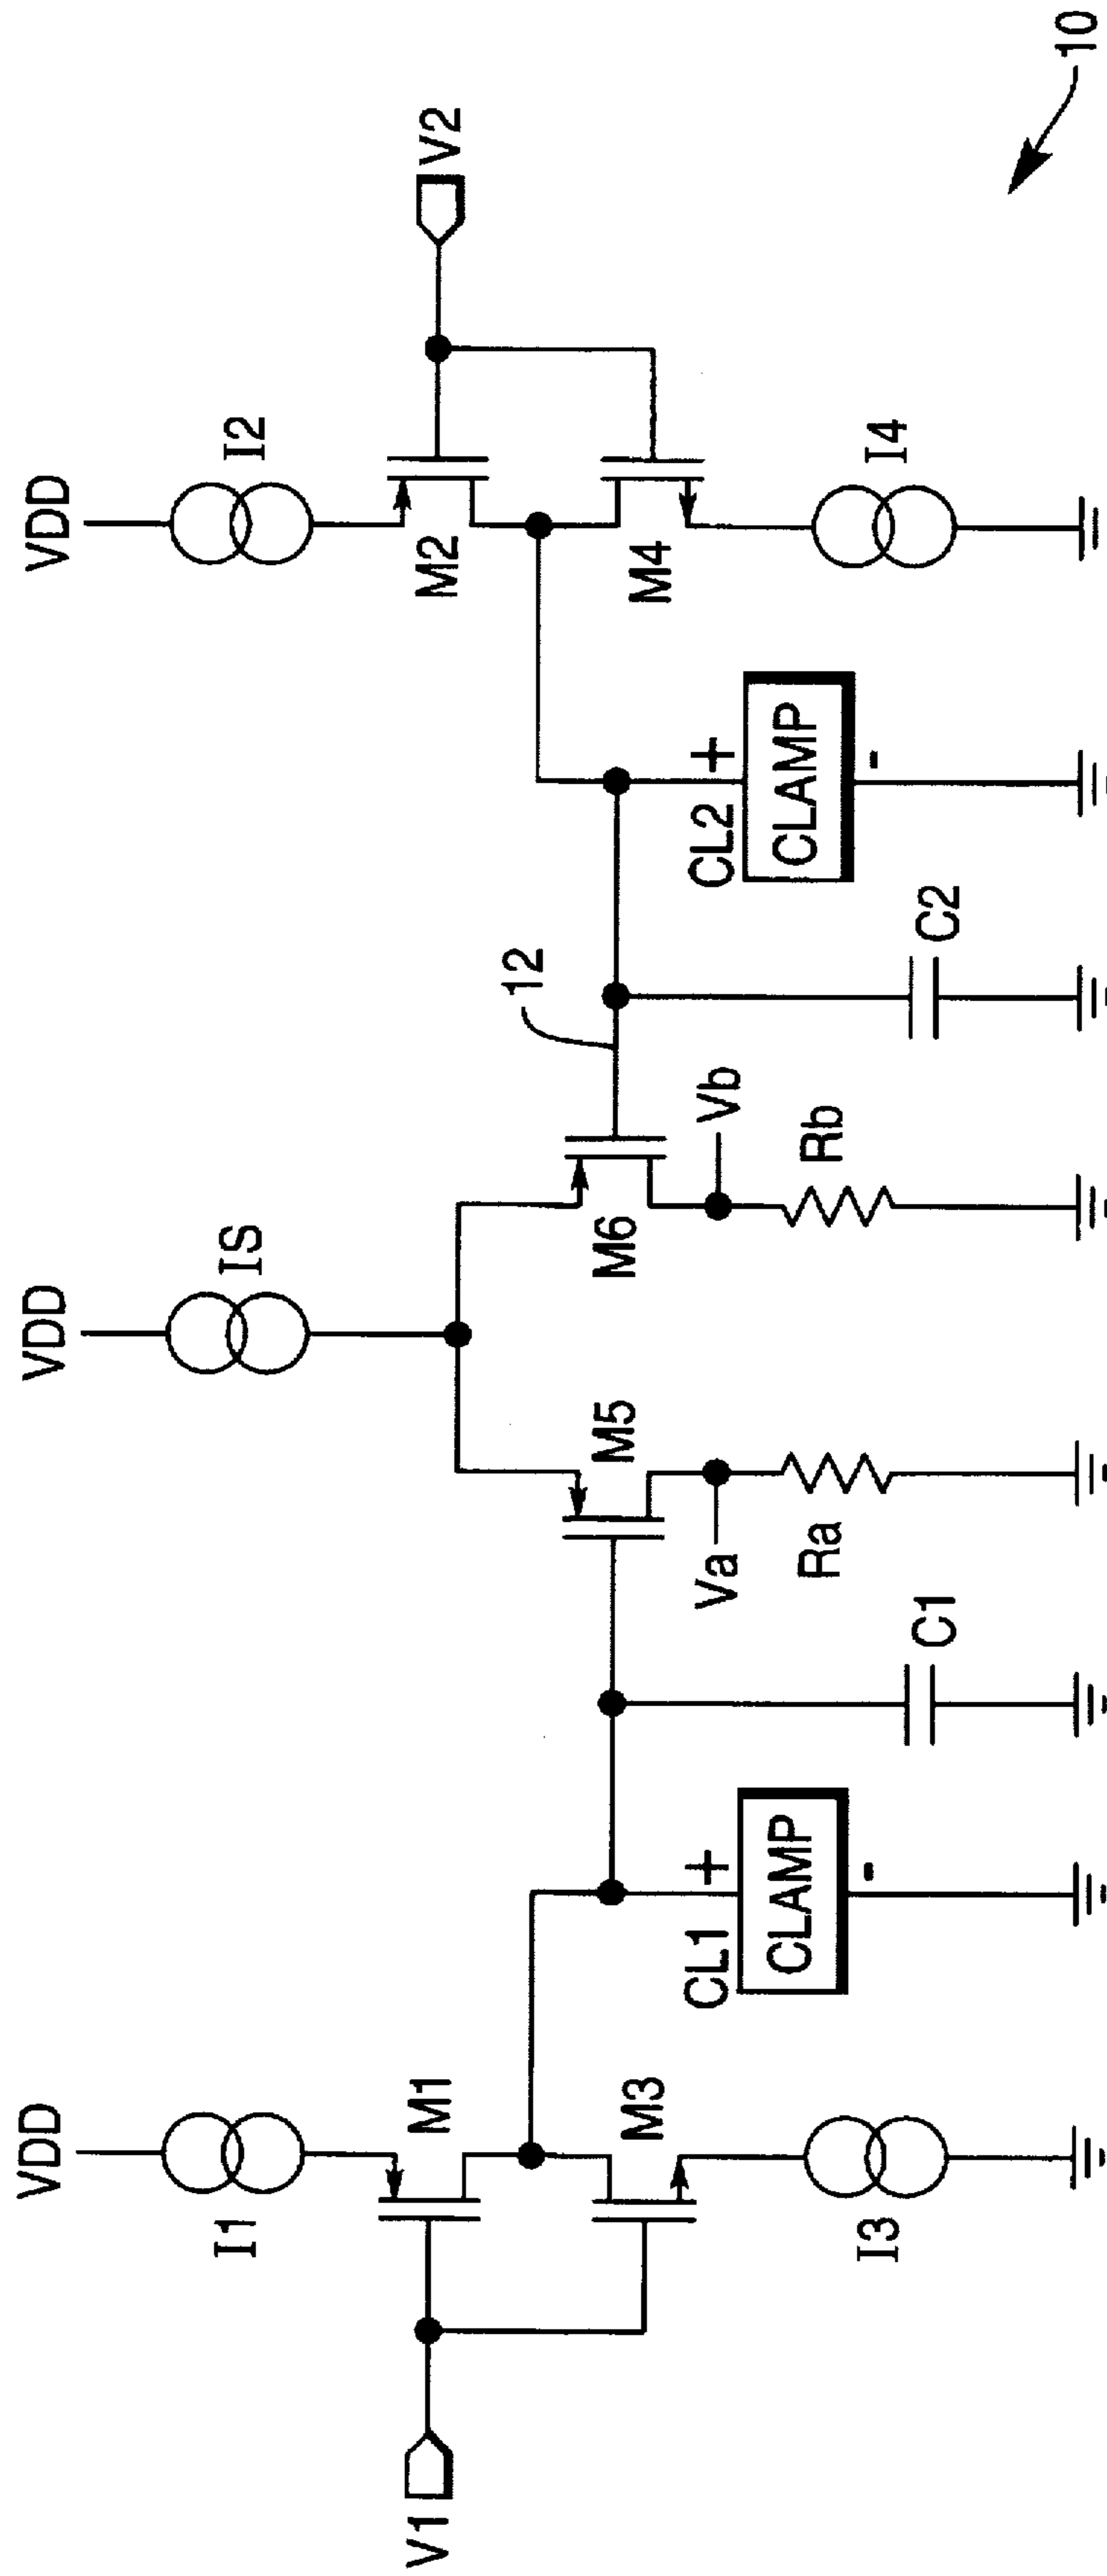 VDD
VDD
VDD
I1
IS
I2
M1
M2
V1
V2
12
M3
M5
M6
M4
Va
Vb
CL1
+
CLAMP
-
CL2
+
CLAMP
-
Ra
Rb
I3
C1
C2
I4
10